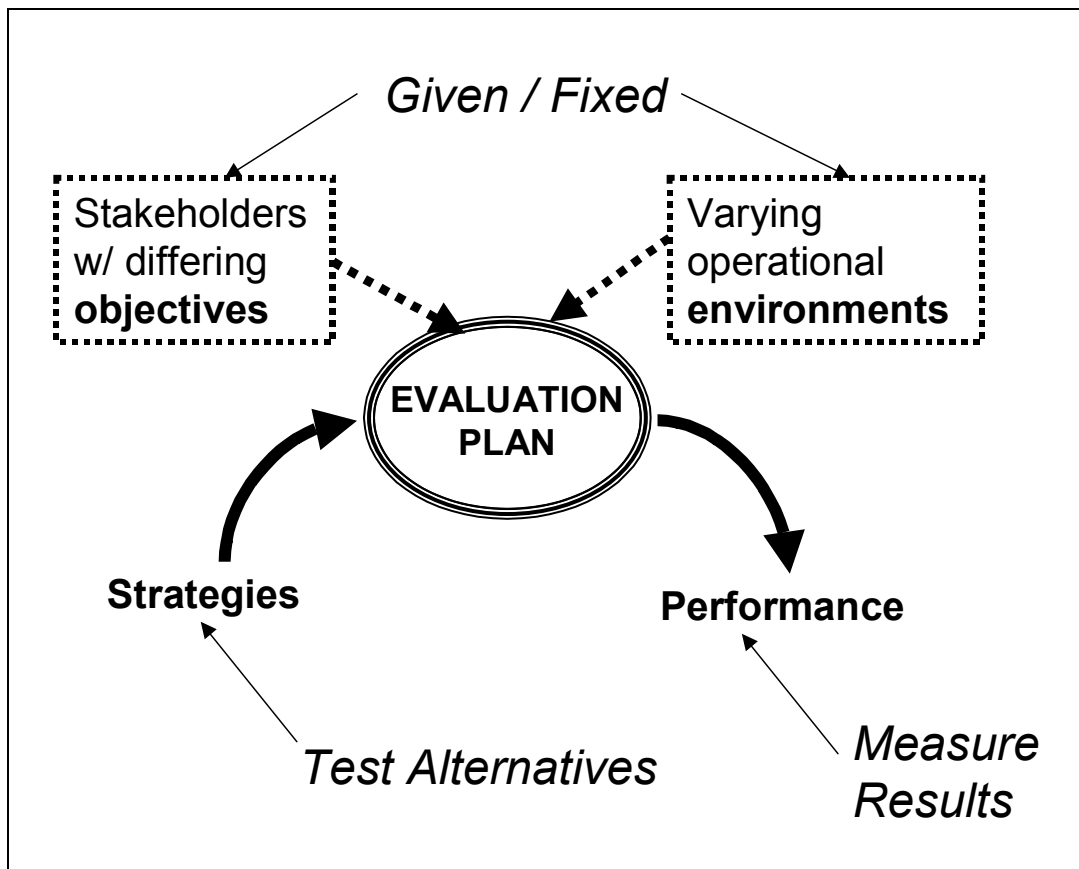 Given / Fixed
Stakeholders
w/ differing
objectives
Varying
operational
environments
EVALUATION
PLAN
Strategies
Performance
Test Alternatives
Measure
Results